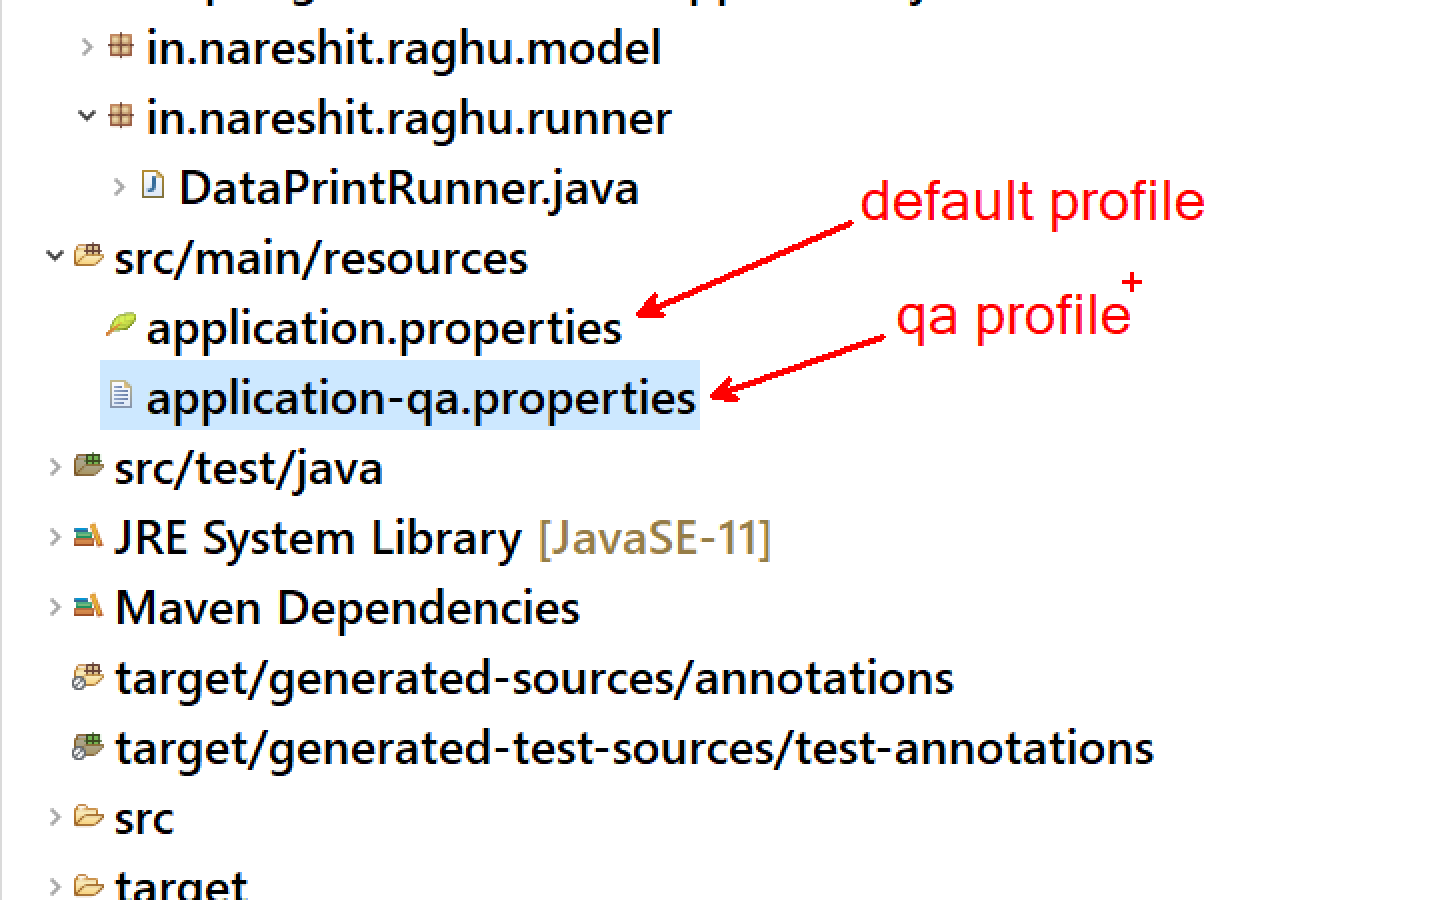 in.nareshit.raghu.model
in.nareshit.raghu.runner
DataPrintRunner.java
default profile
src/main/resources
qa profile
application.properties
application-qa.properties
src/test/java
JRE System Library [JavaSE-11]
Maven Dependencies
target/generated-sources/annotations
target/generated-test-sources/test-annotations
src
target